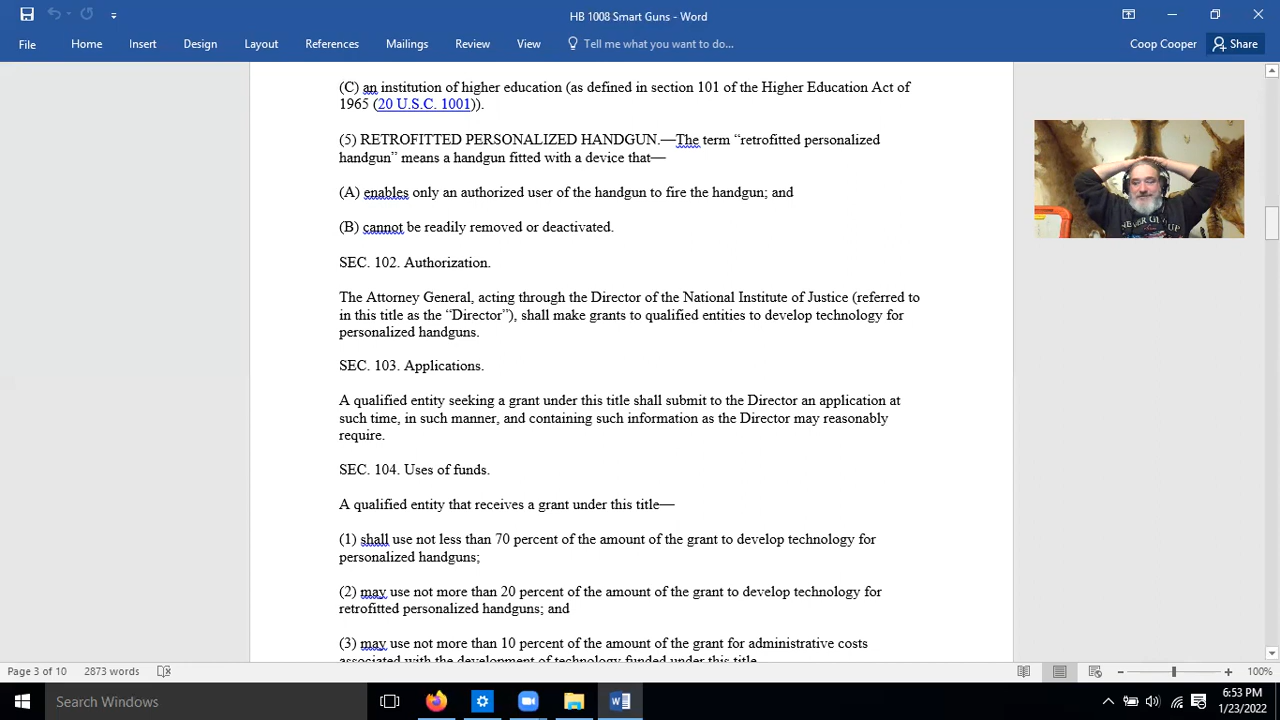 HB 1008 Smart Guns - Word
File Home Insert Design Layout References Mailings Review View Tell me what you want to do... Coop Cooper Share
(C) an institution of higher education (as defined in section 101 of the Higher Education Act of
1965 (20 U.S.C. 1001)).
(5) RETROFITTED PERSONALIZED HANDGUN.—The term “retrofitted personalized
handgun” means a handgun fitted with a device that—
(A) enables only an authorized user of the handgun to fire the handgun; and
(B) cannot be readily removed or deactivated.
SEC. 102. Authorization.
The Attorney General, acting through the Director of the National Institute of Justice (referred to
in this title as the “Director”), shall make grants to qualified entities to develop technology for
personalized handguns.
SEC. 103. Applications.
A qualified entity seeking a grant under this title shall submit to the Director an application at
such time, in such manner, and containing such information as the Director may reasonably
require.
SEC. 104. Uses of funds.
A qualified entity that receives a grant under this title—
(1) shall use not less than 70 percent of the amount of the grant to develop technology for
personalized handguns;
(2) may use not more than 20 percent of the amount of the grant to develop technology for
retrofitted personalized handguns; and
(3) may use not more than 10 percent of the amount of the grant for administrative costs
associated with the development of technology funded under this title.
NEVER G UP
Page 3 of 10 2873 words 100%
Search Windows
6:53 PM
1/23/2022